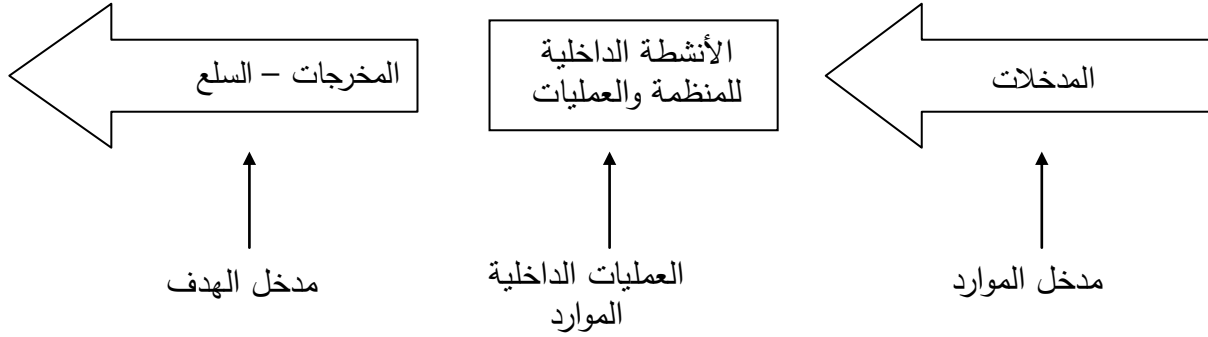 المدخلات
الأنشطة الداخلية
للمنظمة والعمليات
المخرجات – السلع
مدخل الموارد
العمليات الداخلية
الموارد
مدخل الهدف